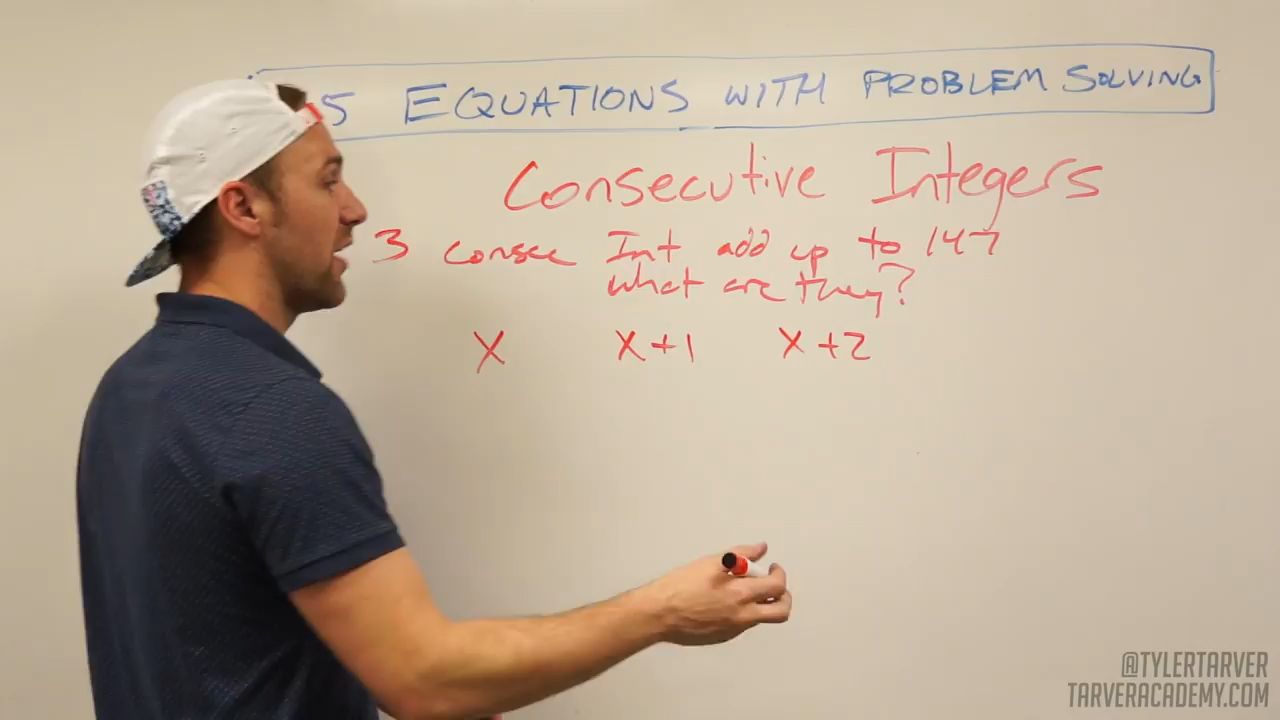 5 EQUATIONS WITH PROBLEM SOLVING
Consecutive Integers
3 consec Int add up to 147
what are they?
X X+1 X+2
@TYLERTARVER
TARVERACADEMY.COM